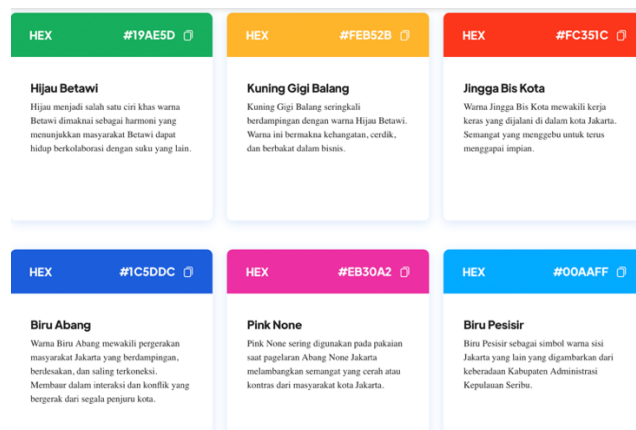 HEX #19AE5D
Hijau Betawi
Hijau menjadi salah satu ciri khas warna
Betawi dimaknai sebagai harmoni yang
menunjukkan masyarakat Betawi dapat
hidup berkolaborasi dengan suku yang lain.
HEX #FEB52B
Kuning Gigi Balang
Kuning Gigi Balang seringkali
berdampingan dengan warna Hijau Betawi.
Warna ini bermakna kehangatan, cerdik,
dan berbakat dalam bisnis.
HEX #FC351C
Jingga Bis Kota
Warna Jingga Bis Kota mewakili kerja
keras yang dijalani di dalam kota Jakarta.
Semangat yang menggebu untuk terus
menggapai impian.
HEX #1C5DDC
Biru Abang
Warna Biru Abang mewakili pergerakan
masyarakat Jakarta yang berdampingan,
berdesakan, dan saling terkoneksi.
Membaur dalam interaksi dan konflik yang
bergerak dari segala penjuru kota.
HEX #EB30A2
Pink None
Pink None sering digunakan pada pakaian
saat pagelaran Abang None Jakarta
melambangkan semangat yang cerah atau
kontras dari masyarakat kota Jakarta.
HEX #00AAFF
Biru Pesisir
Biru Pesisir sebagai simbol warna sisi
Jakarta yang lain yang digambarkan dari
keberadaan Kabupaten Administrasi
Kepulauan Seribu.